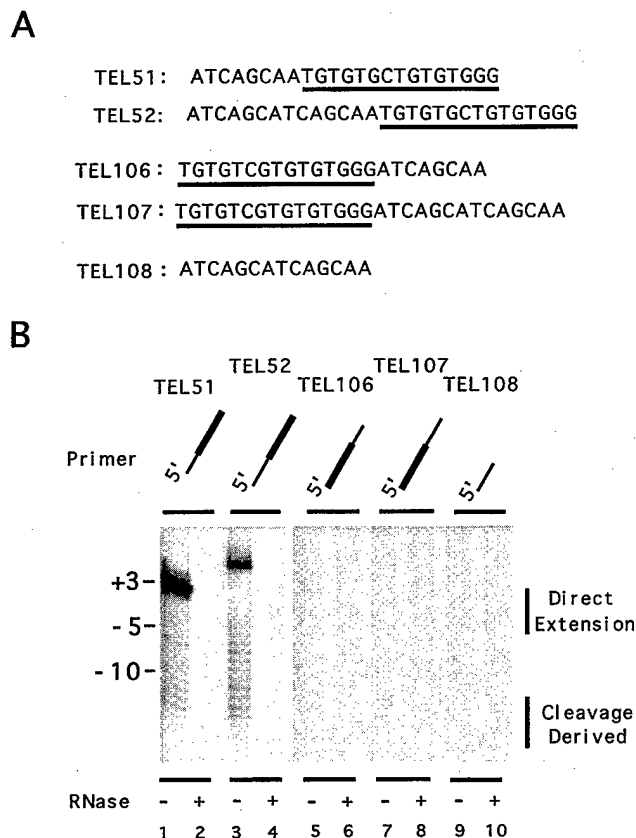 A
TEL51: ATCAGCAATGTGTGCTGTGTGGG
TEL52: ATCAGCATCAGCAATGTGTGCTGTGTGGG
TEL106: TGTGTCGTGTGTGGGATCAGCAA
TEL107: TGTGTCGTGTGTGGGATCAGCATCAGCAA
TEL108: ATCAGCATCAGCAA
B
TEL51 TEL52 TEL106 TEL107 TEL108
Primer 5' 5' 5' 5' 5'
+3
-5
-10
Direct
Extension
Cleavage
Derived
RNase - + - + - + - + - +
1 2 3 4 5 6 7 8 9 10